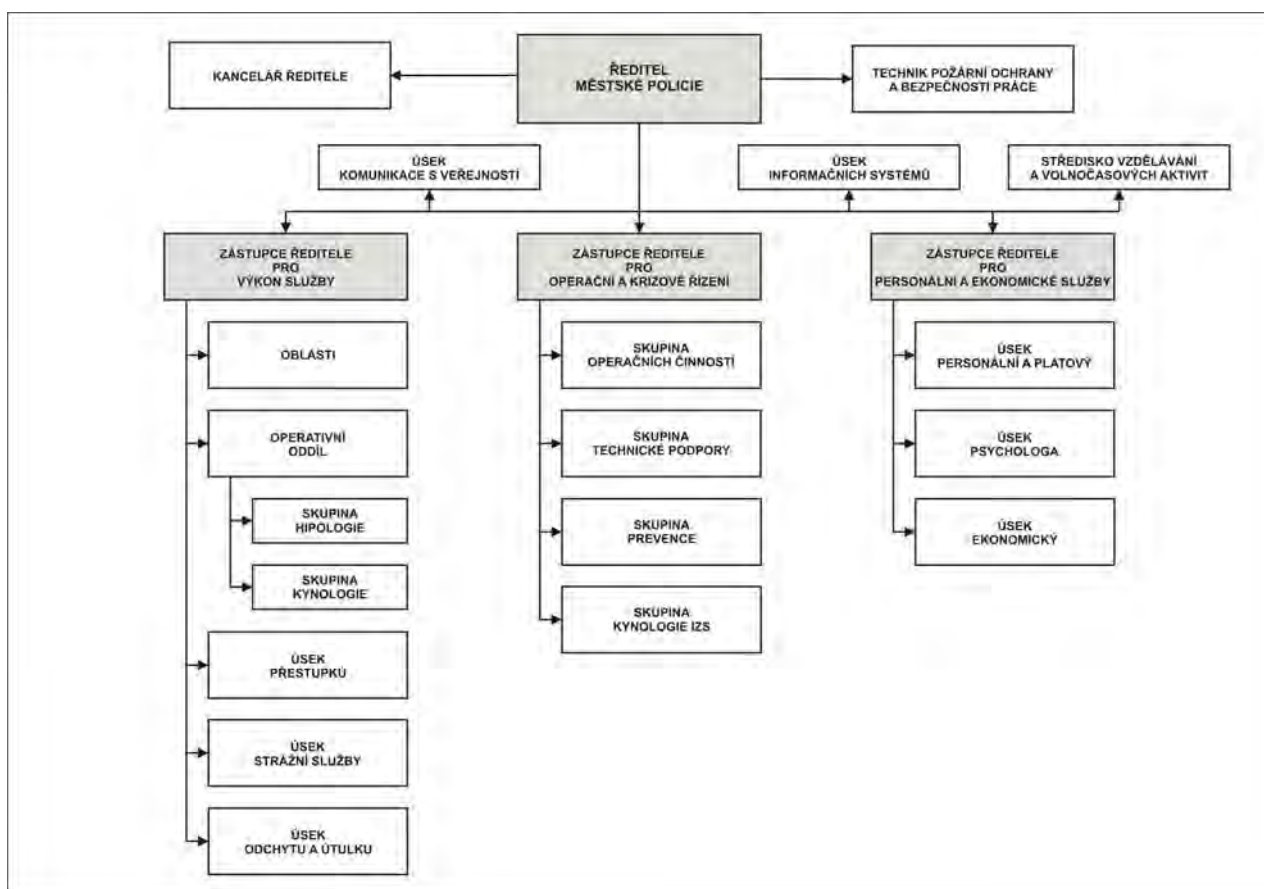 KANCELÁŘ ŘEDITELE
ŘEDITEL
MĚSTSKÉ POLICIE
TECHNIK POŽÁRNÍ OCHRANY
A BEZPEČNOSTI PRÁCE
ÚSEK
KOMUNIKACE S VEŘEJNOSTÍ
ÚSEK
INFORMAČNÍCH SYSTÉMŮ
STŘEDISKO VZDĚLÁVÁNÍ
A VOLNOČASOVÝCH AKTIVIT
ZÁSTUPCE ŘEDITELE
PRO
VÝKON SLUŽBY
OBLASTI
OPERATIVNÍ
ODDÍL
SKUPINA
HIPOLOGIE
SKUPINA
KYNOLOGIE
ÚSEK
PŘESTUPKŮ
ÚSEK
STRÁŽNÍ SLUŽBY
ÚSEK
ODCHYTU A ÚTULKU
ZÁSTUPCE ŘEDITELE
PRO
OPERAČNÍ A KRIZOVÉ ŘÍZENÍ
SKUPINA
OPERAČNÍCH ČINNOSTÍ
SKUPINA
TECHNICKÉ PODPORY
SKUPINA
PREVENCE
SKUPINA
KYNOLOGIE IZS
ZÁSTUPCE ŘEDITELE
PRO
PERSONÁLNÍ A EKONOMICKÉ SLUŽBY
ÚSEK
PERSONÁLNÍ A PLATOVÝ
ÚSEK
PSYCHOLOGA
ÚSEK
EKONOMICKÝ